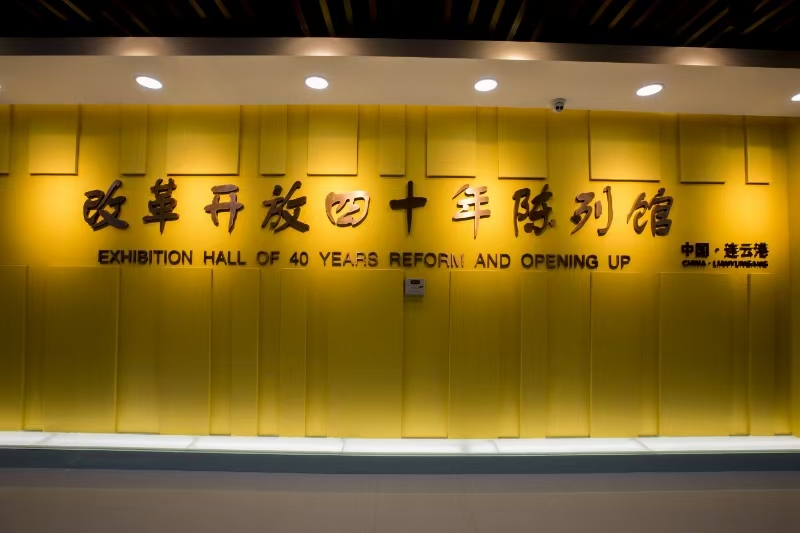 改革开放四十年陈列馆
EXHIBITION HALL OF 40 YEARS REFORM AND OPENING UP
中国·连云港
CHINA·LIANYUNGANG